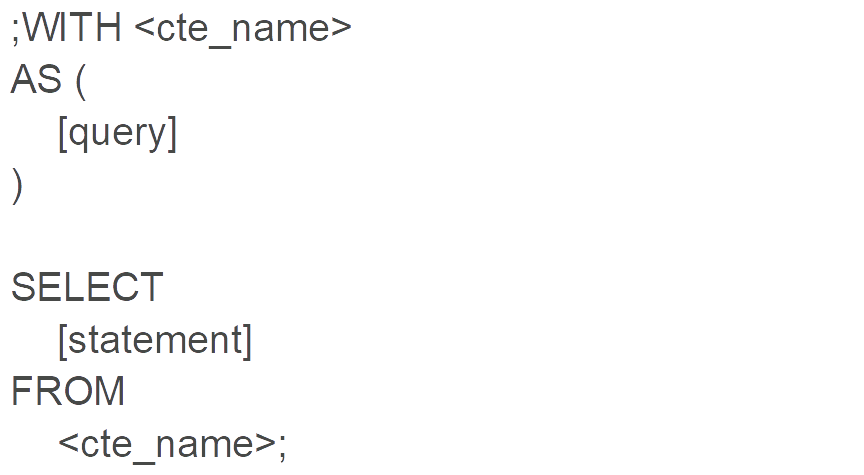 ;WITH <cte_name>
AS (
[query]
)
SELECT
[statement]
FROM
<cte_name>;